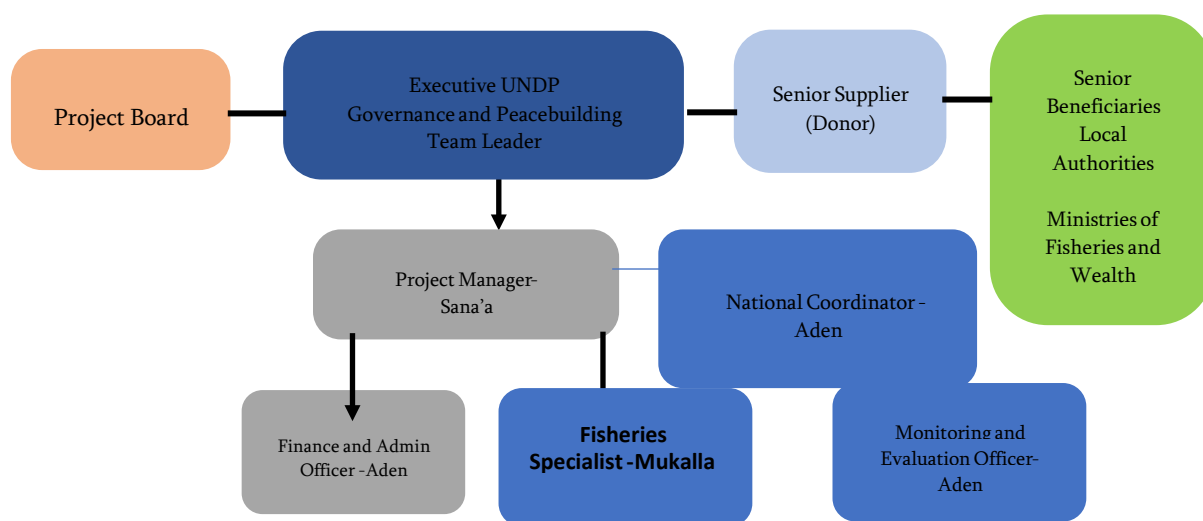 Project Board
Executive UNDP
Governance and Peacebuilding
Team Leader
Senior Supplier
(Donor)
Senior
Beneficiaries
Local
Authorities
Ministries of
Fisheries and
Wealth
Project Manager-
Sana’a
National Coordinator -
Aden
Finance and Admin
Officer -Aden
Fisheries
Specialist -Mukalla
Monitoring and
Evaluation Officer-
Aden